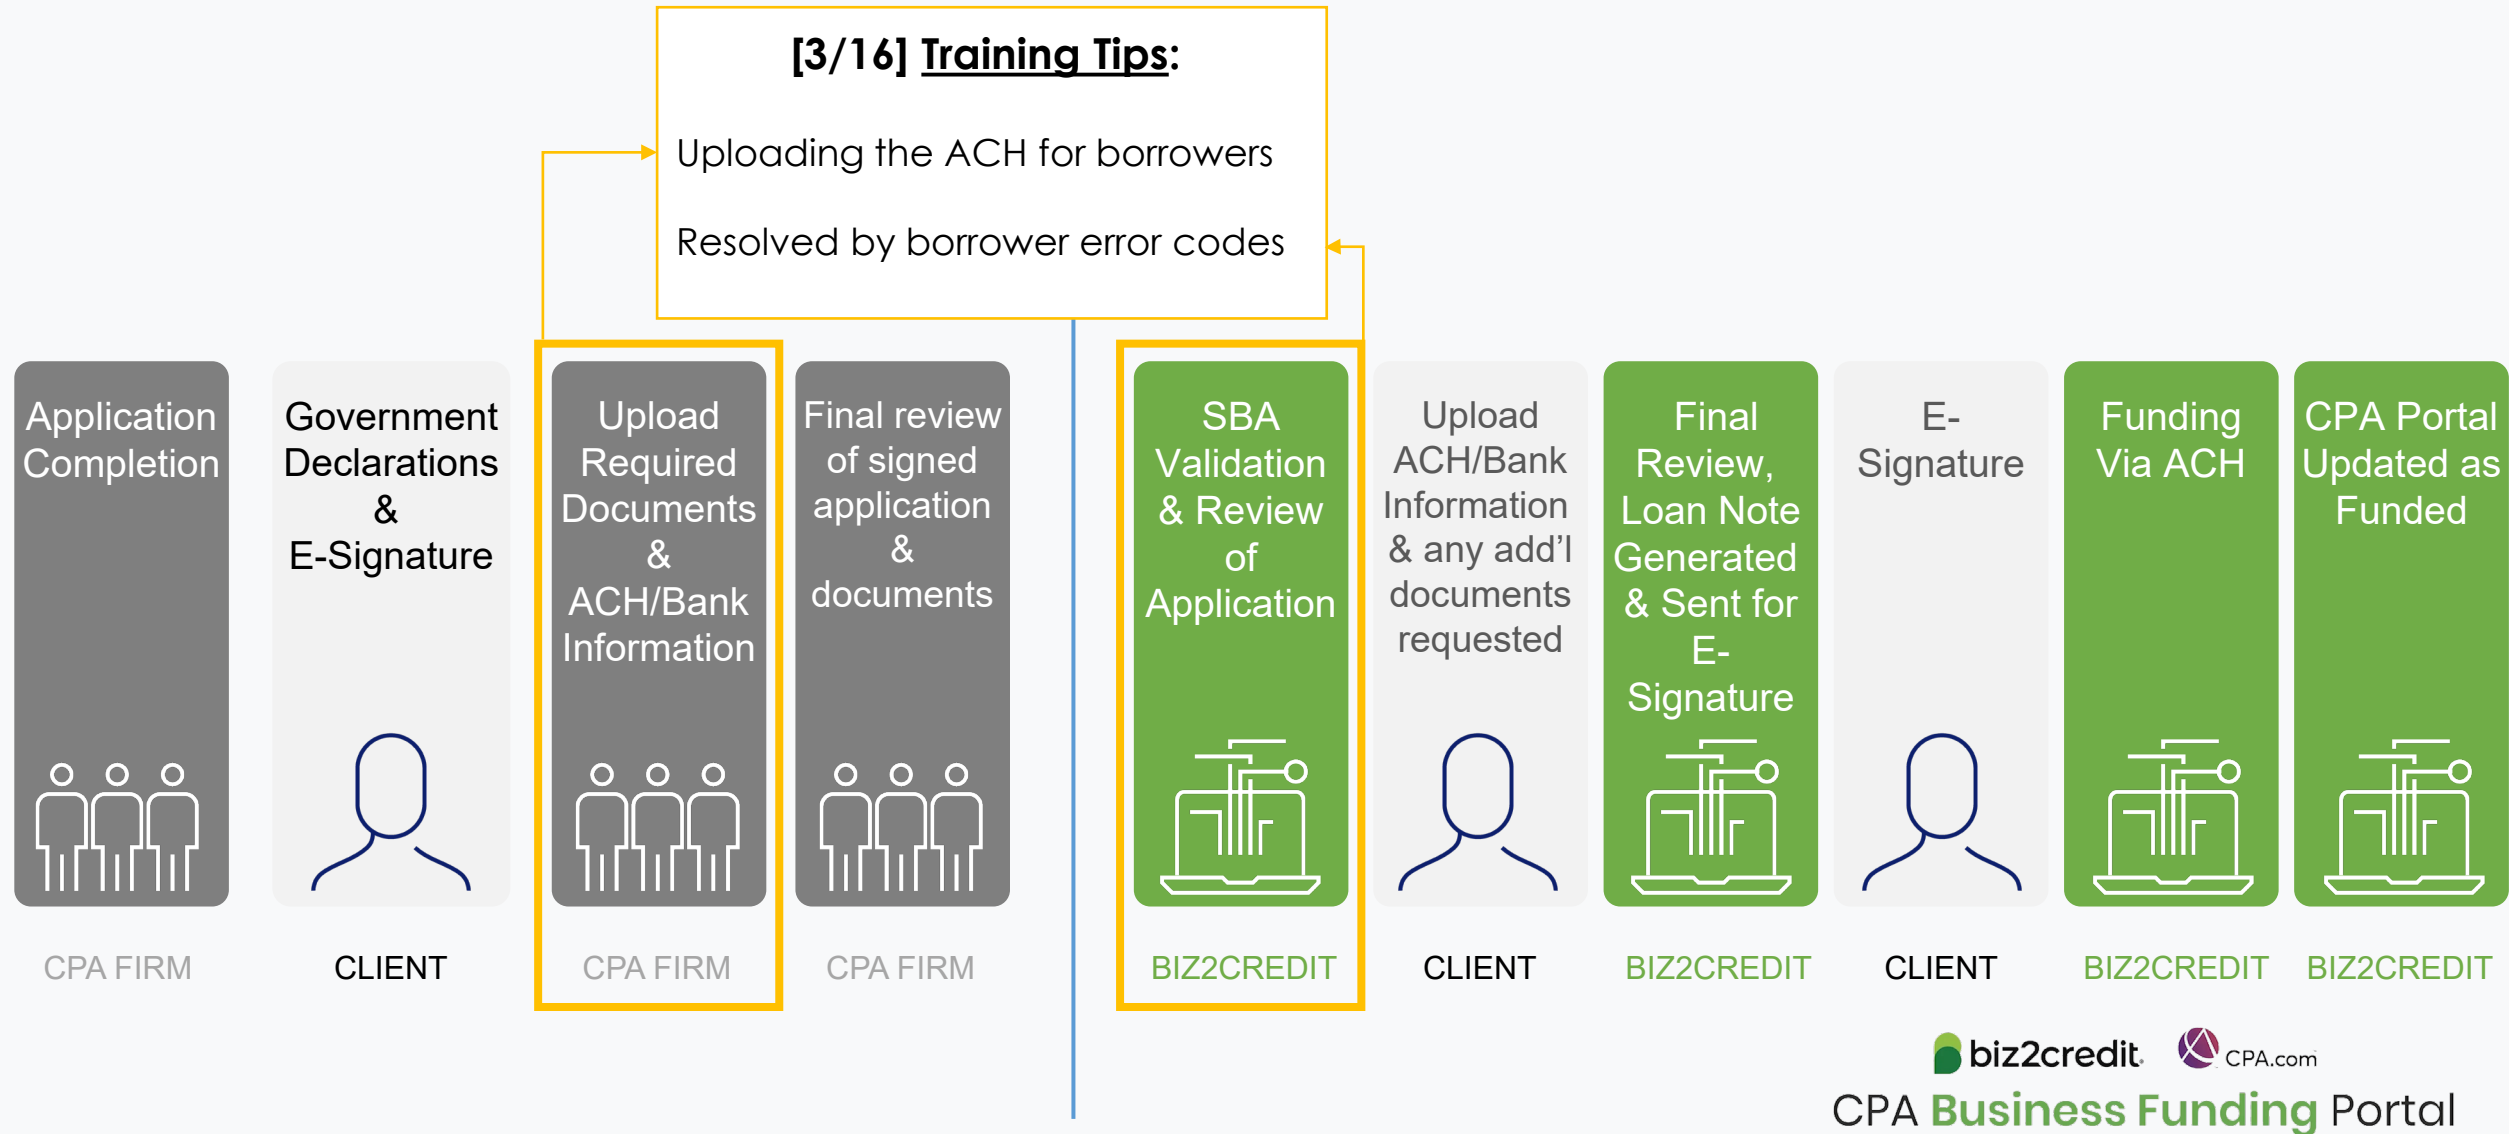 [3/16] Training Tips:
Uploading the ACH for borrowers
Resolved by borrower error codes
Application
Completion
CPA FIRM
Government
Declarations
&
E-Signature
CLIENT
Upload
Required
Documents
&
ACH/Bank
Information
CPA FIRM
Final review
of signed
application
&
documents
CPA FIRM
SBA
Validation
& Review
of
Application
BIZ2CREDIT
Upload
ACH/Bank
Information
& any add’l
documents
requested
CLIENT
Final
Review,
Loan Note
Generated
& Sent for
E-
Signature
BIZ2CREDIT
E-
Signature
CLIENT
Funding
Via ACH
BIZ2CREDIT
CPA Portal
Updated as
Funded
BIZ2CREDIT
biz2credit.
CPA.com
CPA Business Funding Portal